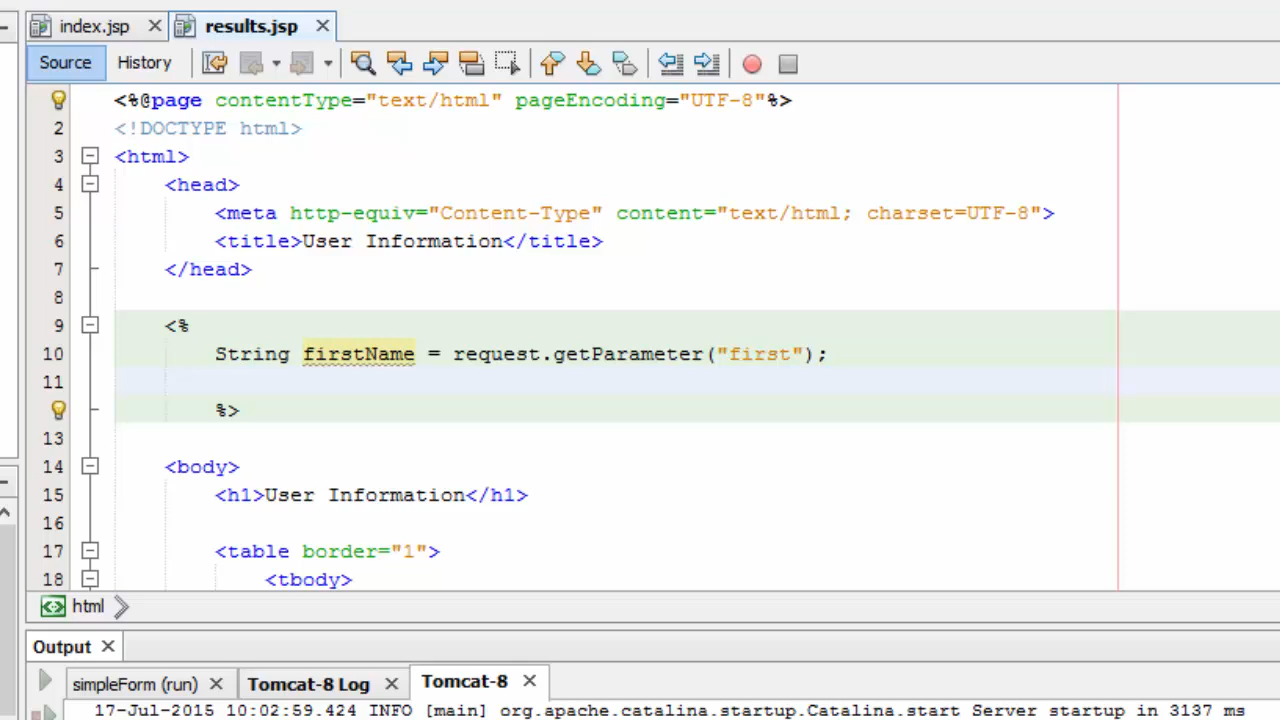 index.jsp results.jsp
Source History
<%@page contentType="text/html" pageEncoding="UTF-8"%>
2 <!DOCTYPE html>
3 <html>
4 <head>
5 <meta http-equiv="Content-Type" content="text/html; charset=UTF-8">
6 <title>User Information</title>
7 </head>
8
9 <%
10 String firstName = request.getParameter("first");
11
%>
13
14 <body>
15 <h1>User Information</h1>
16
17 <table border="1">
18 <tbody>
html
Output
simpleForm (run) Tomcat-8 Log Tomcat-8
17-Jul-2015 10:02:59.424 INFO [main] org.apache.catalina.startup.Catalina.start Server startup in 3137 ms